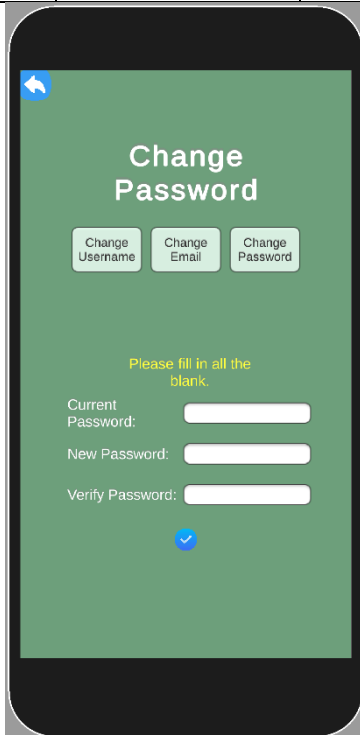 Change
Password
Change
Username
Change
Email
Change
Password
Please fill in all the
blank.
Current
Password:
New Password:
Verify Password: